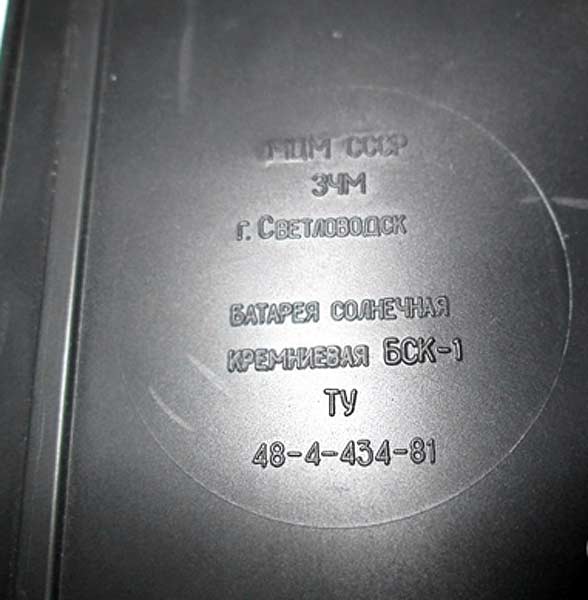 МЦМ СССР
ЗЧМ
г. Светловодск
БАТАРЕЯ СОЛНЕЧНАЯ
КРЕМНИЕВАЯ БСК-1
ТУ
48-4-434-81